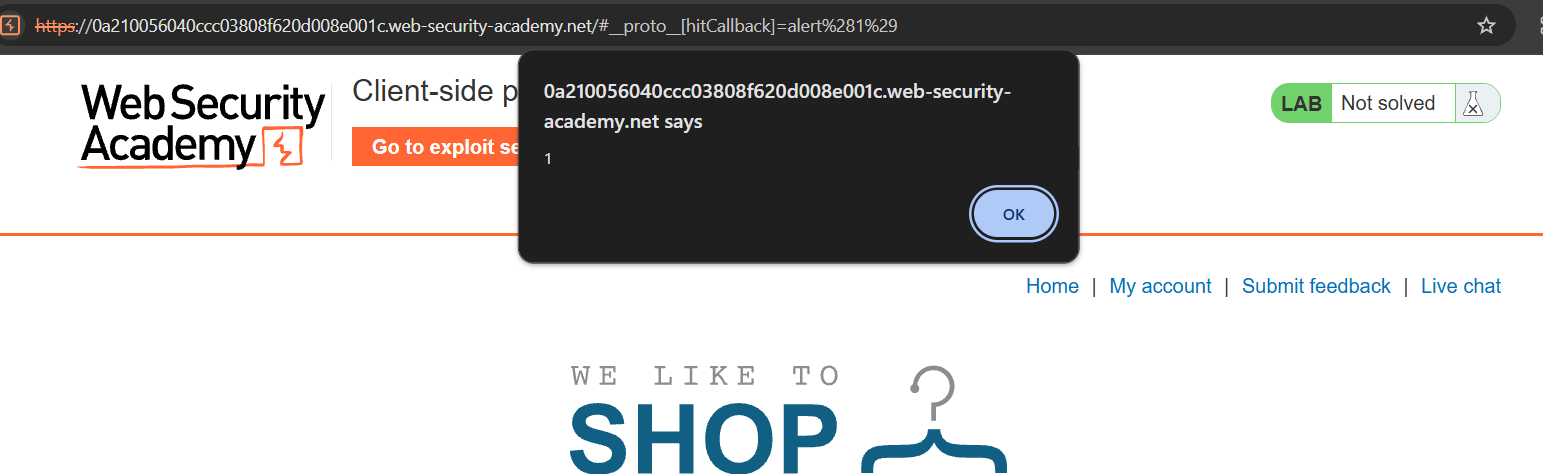 https://0a210056040ccc03808f620d008e001c.web-security-academy.net/#__proto__[hitCallback]=alert%281%29
Web Security
Academy
Client-side p
Go to exploit se
0a210056040ccc03808f620d008e001c.web-security-
academy.net says
1
OK
LAB Not solved
Home | My account | Submit feedback | Live chat
WE LIKE TO
SHOP